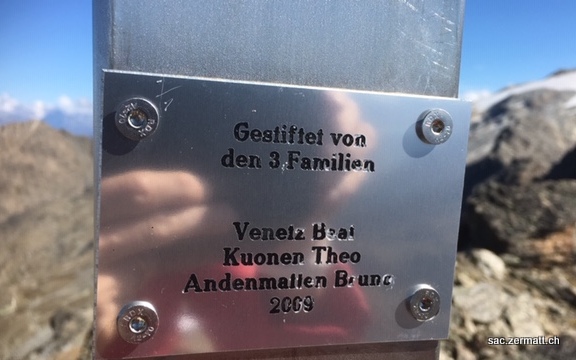 Gestiftet von
den 3 Familien
Venetz Beat
Kuonen Theo
Andenmatten Bruno
2009
sac.zermatt.ch